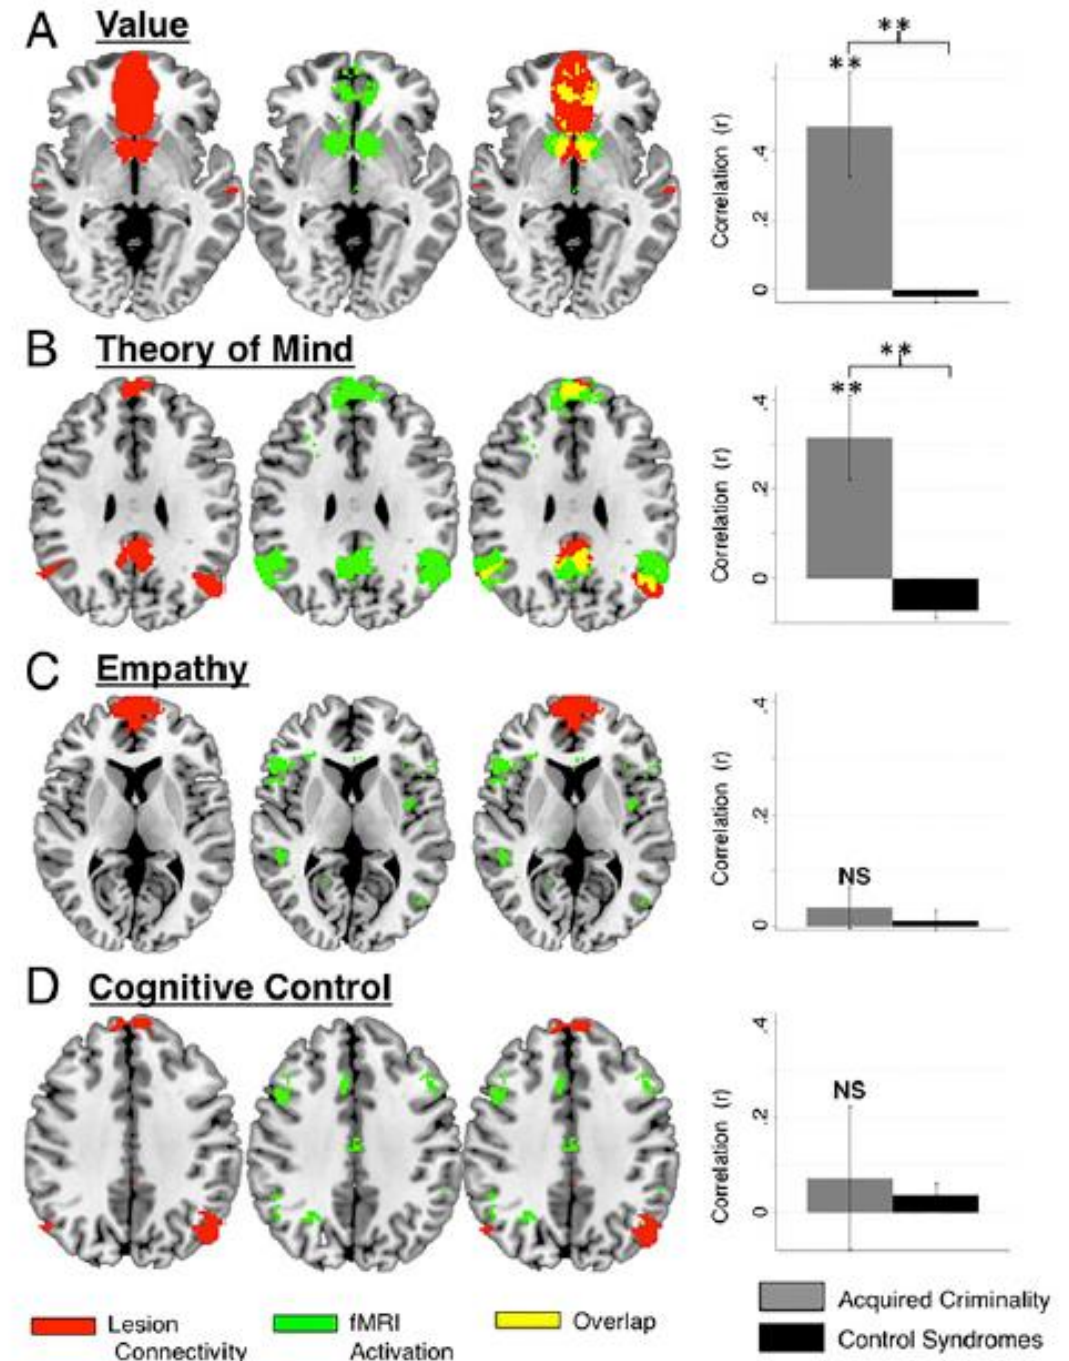 A Value
**
**
Correlation (r)
.4
.2
0
B Theory of Mind
**
**
Correlation (r)
.4
.2
0
C Empathy
Correlation (r)
.4
.2
0
NS
D Cognitive Control
Correlation (r)
.4
.2
0
NS
Lesion
Connectivity
fMRI
Activation
Overlap
Acquired Criminality
Control Syndromes